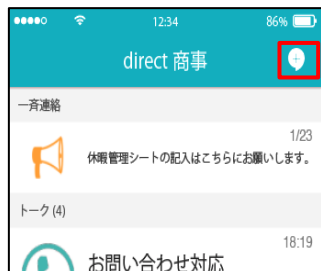 12:34 86%
direct 商事
一斉連絡
1/23
休暇管理シートの記入はこちらにお願いします。
トーク (4)
18:19
お問い合わせ対応